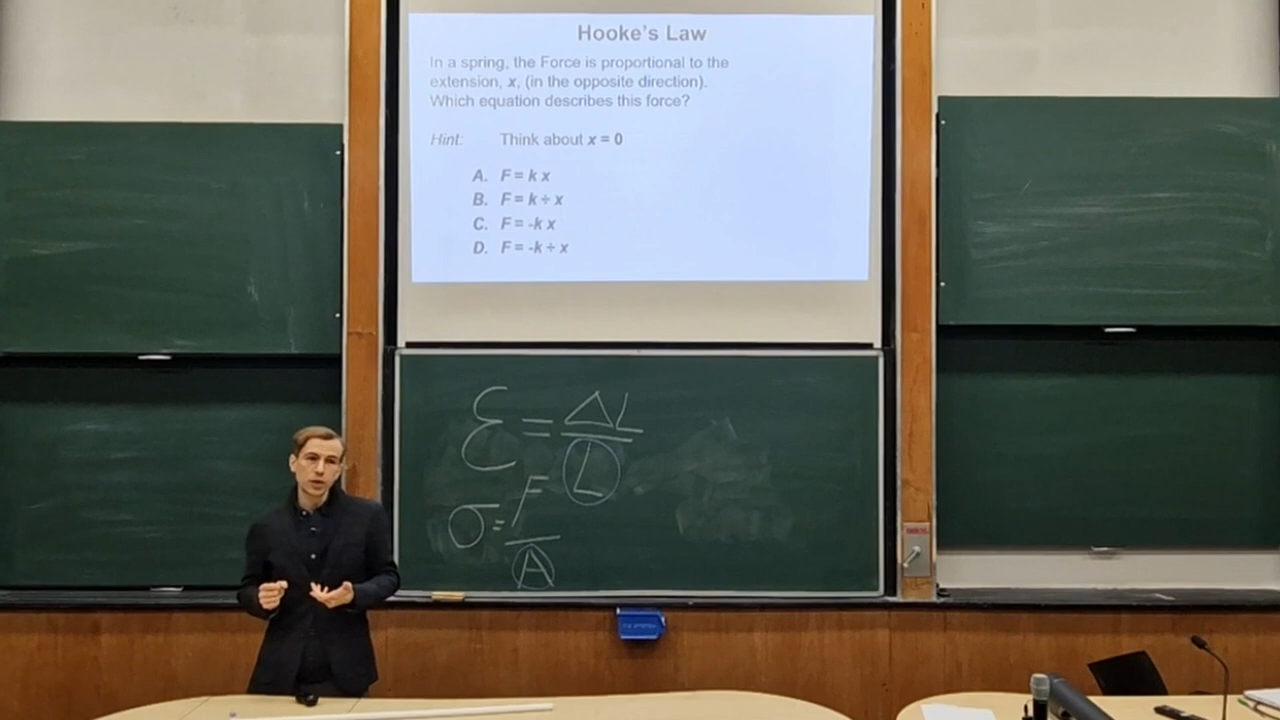 Hooke's Law
In a spring, the Force is proportional to the
extension, x, (in the opposite direction).
Which equation describes this force?
Hint: Think about x = 0
A. F = k x
B. F = k ÷ x
C. F = -k x
D. F = -k ÷ x
Ɛ = ΔL
L
σ = F
A